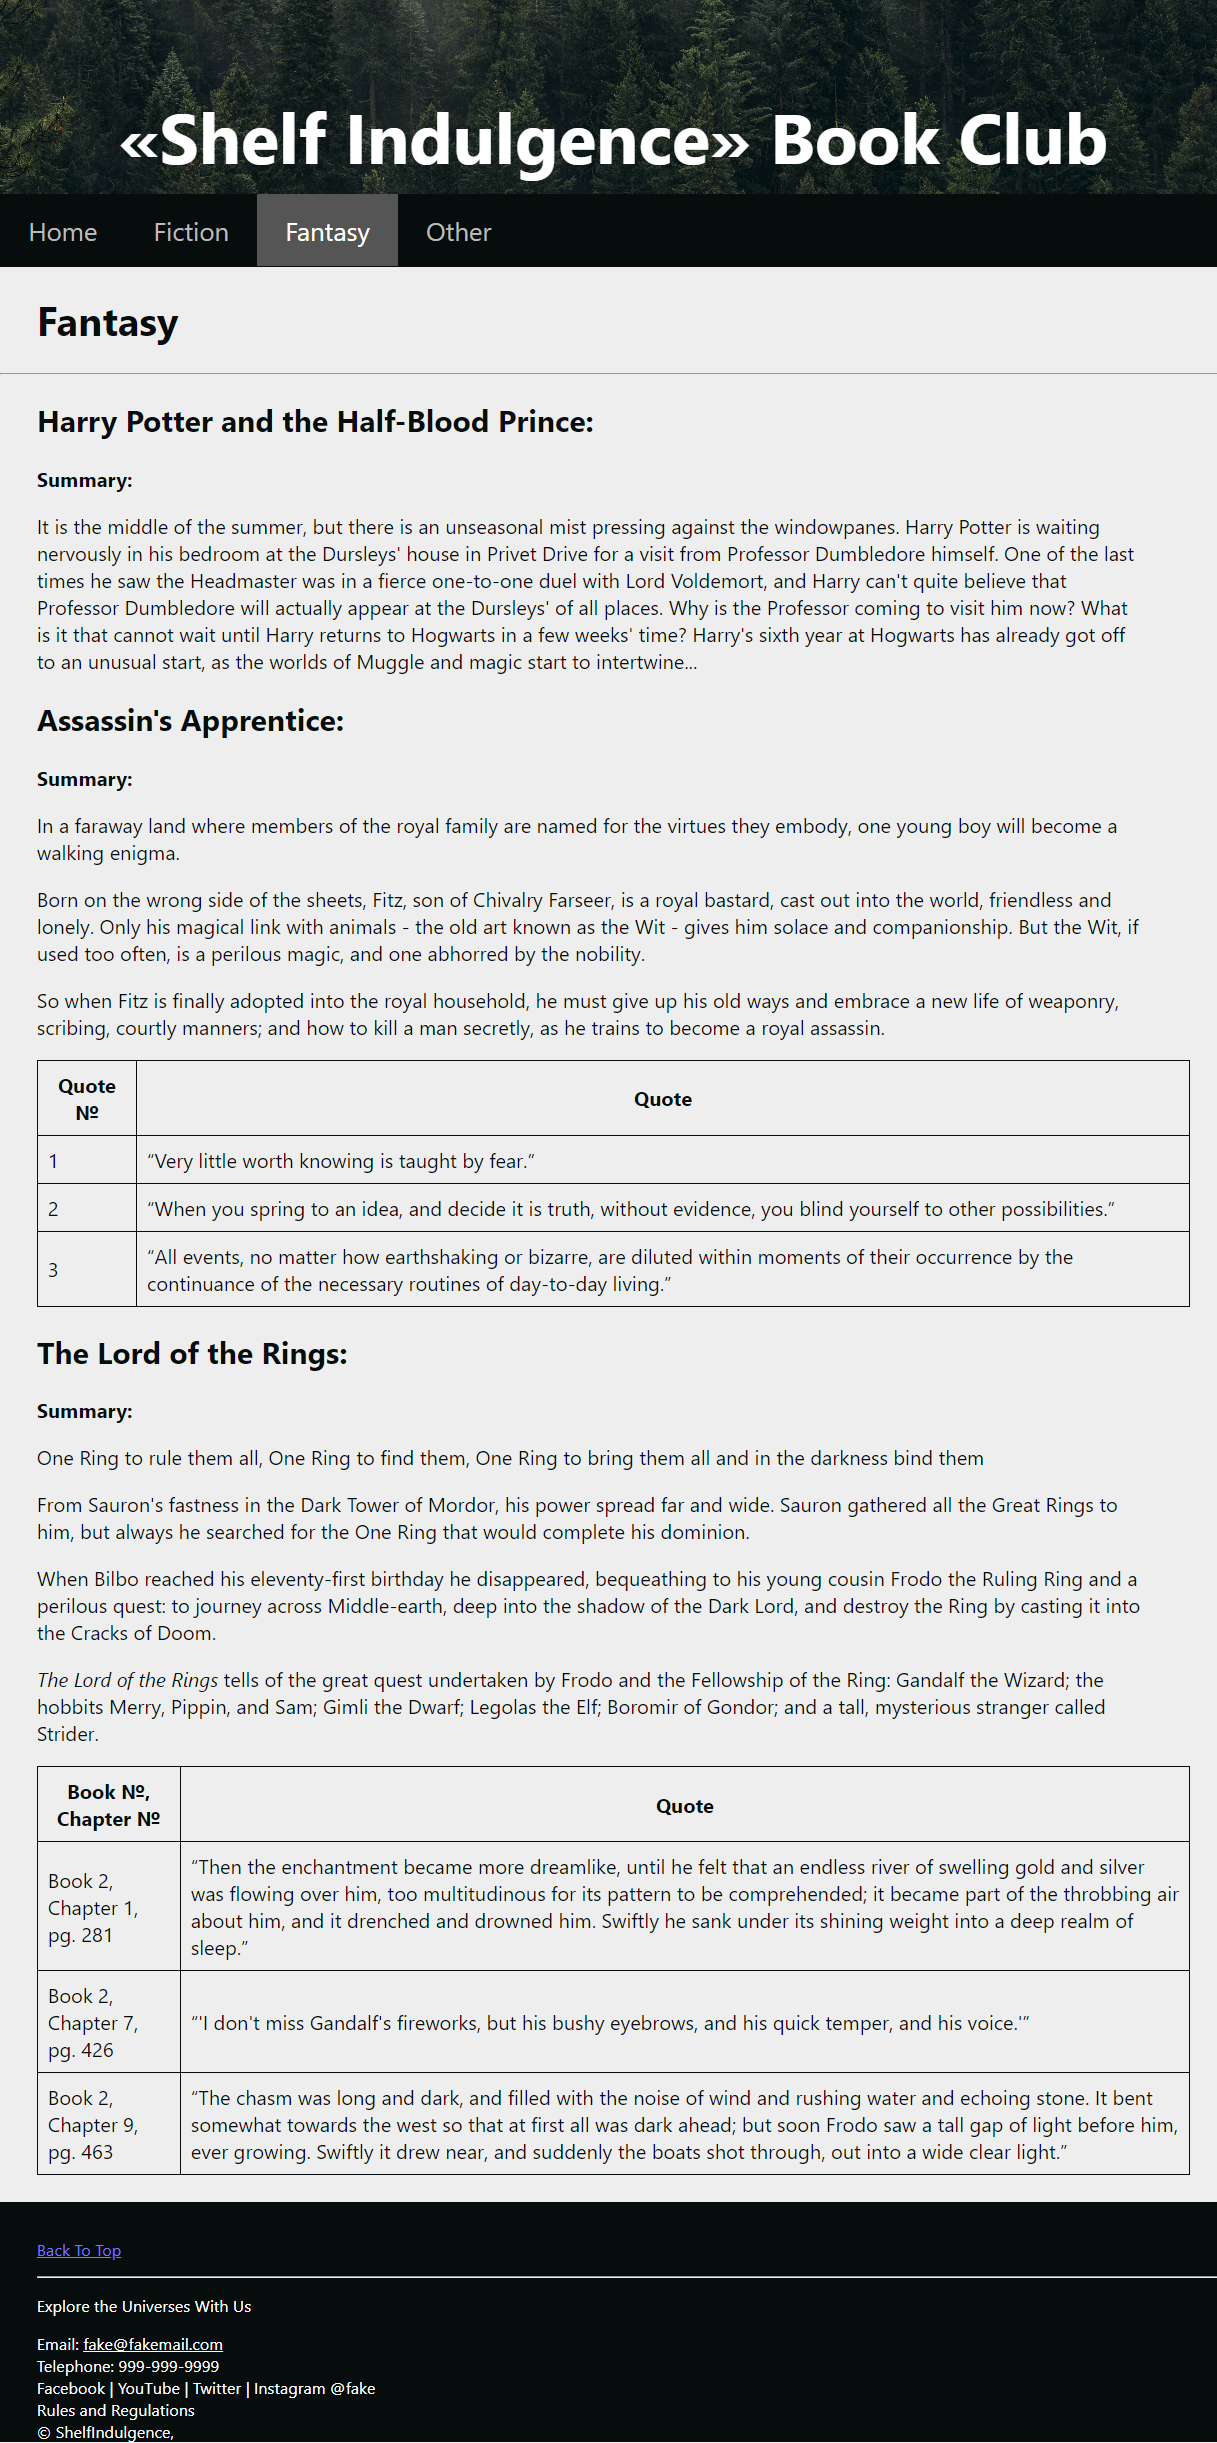 «Shelf Indulgence» Book Club
Home Fiction Fantasy Other
Fantasy
Harry Potter and the Half-Blood Prince:
Summary:
It is the middle of the summer, but there is an unseasonal mist pressing against the windowpanes. Harry Potter is waiting
nervously in his bedroom at the Dursleys' house in Privet Drive for a visit from Professor Dumbledore himself. One of the last
times he saw the Headmaster was in a fierce one-to-one duel with Lord Voldemort, and Harry can't quite believe that
Professor Dumbledore will actually appear at the Dursleys' of all places. Why is the Professor coming to visit him now? What
is it that cannot wait until Harry returns to Hogwarts in a few weeks' time? Harry's sixth year at Hogwarts has already got off
to an unusual start, as the worlds of Muggle and magic start to intertwine...
Assassin's Apprentice:
Summary:
In a faraway land where members of the royal family are named for the virtues they embody, one young boy will become a
walking enigma.
Born on the wrong side of the sheets, Fitz, son of Chivalry Farseer, is a royal bastard, cast out into the world, friendless and
lonely. Only his magical link with animals - the old art known as the Wit - gives him solace and companionship. But the Wit, if
used too often, is a perilous magic, and one abhorred by the nobility.
So when Fitz is finally adopted into the royal household, he must give up his old ways and embrace a new life of weaponry,
scribing, courtly manners; and how to kill a man secretly, as he trains to become a royal assassin.
Quote
№
Quote
1
“Very little worth knowing is taught by fear.”
2
“When you spring to an idea, and decide it is truth, without evidence, you blind yourself to other possibilities.”
3
“All events, no matter how earthshaking or bizarre, are diluted within moments of their occurrence by the
continuance of the necessary routines of day-to-day living.”
The Lord of the Rings:
Summary:
One Ring to rule them all, One Ring to find them, One Ring to bring them all and in the darkness bind them
From Sauron's fastness in the Dark Tower of Mordor, his power spread far and wide. Sauron gathered all the Great Rings to
him, but always he searched for the One Ring that would complete his dominion.
When Bilbo reached his eleventy-first birthday he disappeared, bequeathing to his young cousin Frodo the Ruling Ring and a
perilous quest: to journey across Middle-earth, deep into the shadow of the Dark Lord, and destroy the Ring by casting it into
the Cracks of Doom.
The Lord of the Rings tells of the great quest undertaken by Frodo and the Fellowship of the Ring: Gandalf the Wizard; the
hobbits Merry, Pippin, and Sam; Gimli the Dwarf; Legolas the Elf; Boromir of Gondor; and a tall, mysterious stranger called
Strider.
Book №,
Chapter №
Quote
Book 2,
Chapter 1,
pg. 281
“Then the enchantment became more dreamlike, until he felt that an endless river of swelling gold and silver
was flowing over him, too multitudinous for its pattern to be comprehended; it became part of the throbbing air
about him, and it drenched and drowned him. Swiftly he sank under its shining weight into a deep realm of
sleep.”
Book 2,
Chapter 7,
pg. 426
“'I don't miss Gandalf's fireworks, but his bushy eyebrows, and his quick temper, and his voice.'”
Book 2,
Chapter 9,
pg. 463
“The chasm was long and dark, and filled with the noise of wind and rushing water and echoing stone. It bent
somewhat towards the west so that at first all was dark ahead; but soon Frodo saw a tall gap of light before him,
ever growing. Swiftly it drew near, and suddenly the boats shot through, out into a wide clear light.”
Back To Top
Explore the Universes With Us
Email: fake@fakemail.com
Telephone: 999-999-9999
Facebook | YouTube | Twitter | Instagram @fake
Rules and Regulations
© ShelfIndulgence,